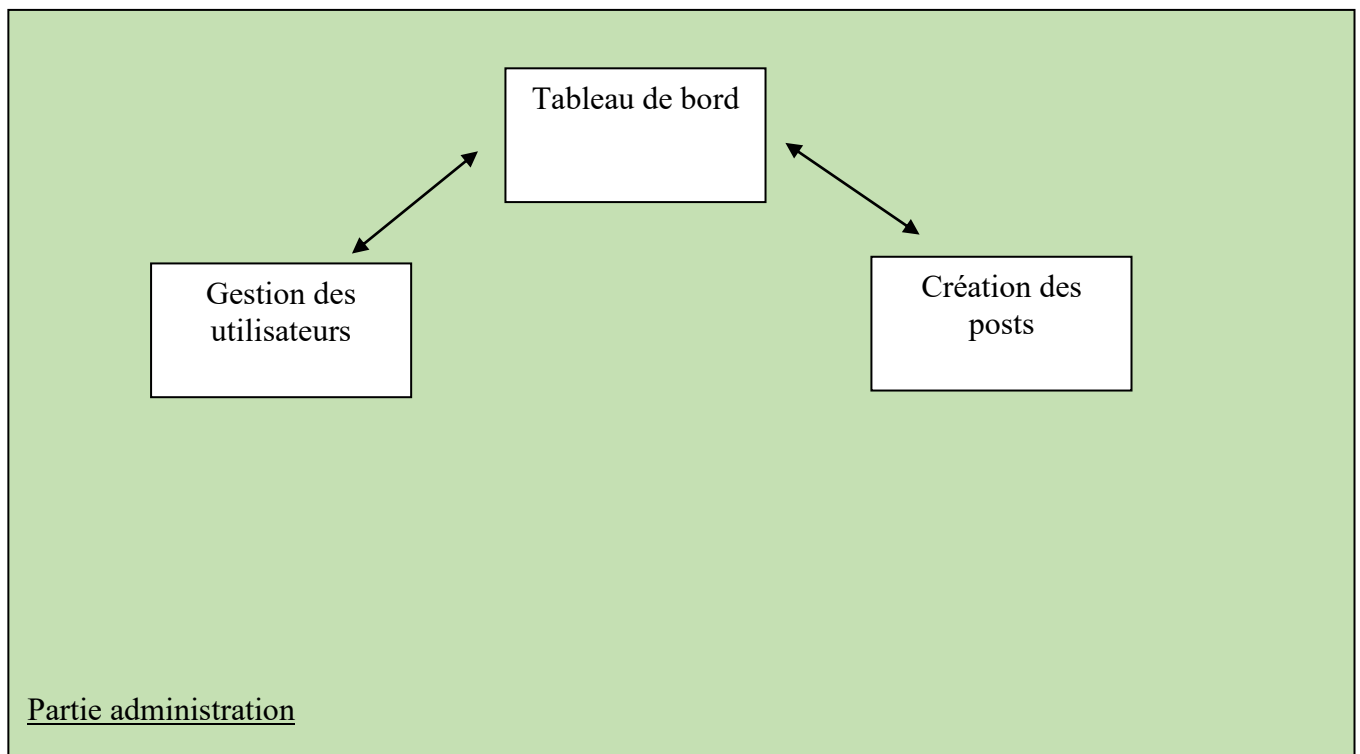 Tableau de bord
Gestion des
utilisateurs
Création des
posts
Partie administration